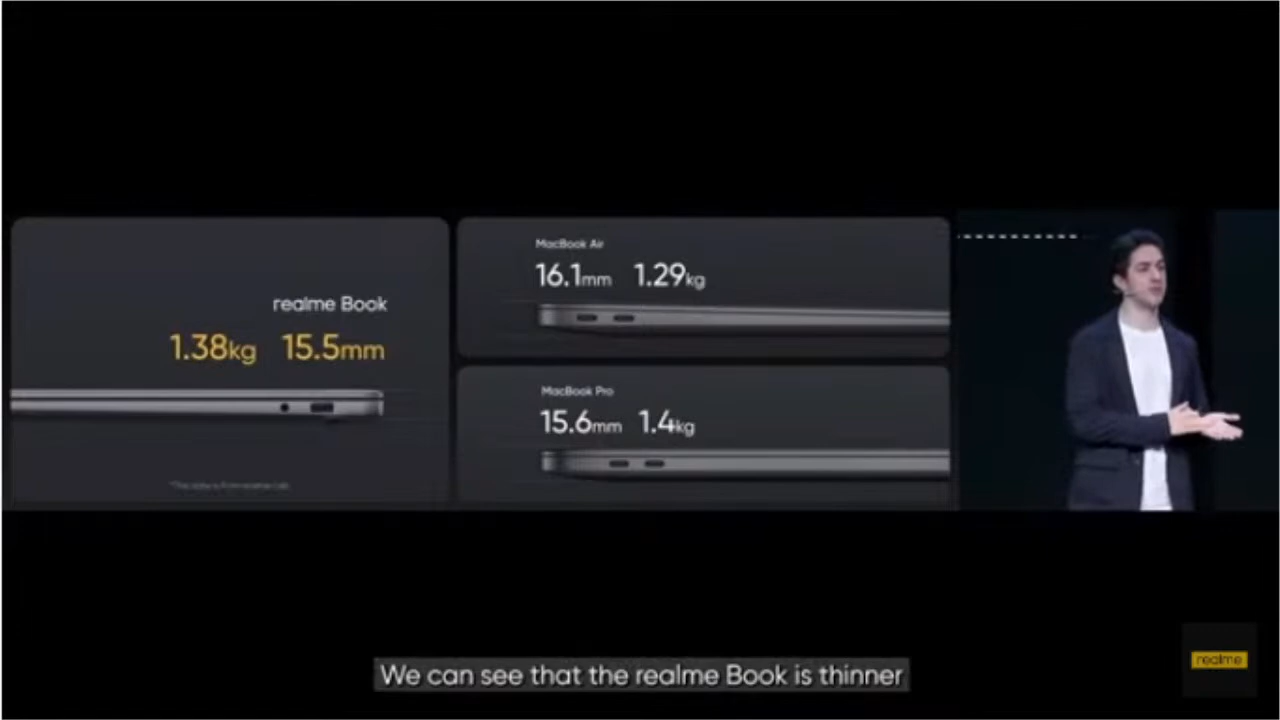 realme Book
1.38kg 15.5mm
MacBook Air
16.1mm 1.29kg
MacBook Pro
15.6mm 1.4kg
We can see that the realme Book is thinner
realme